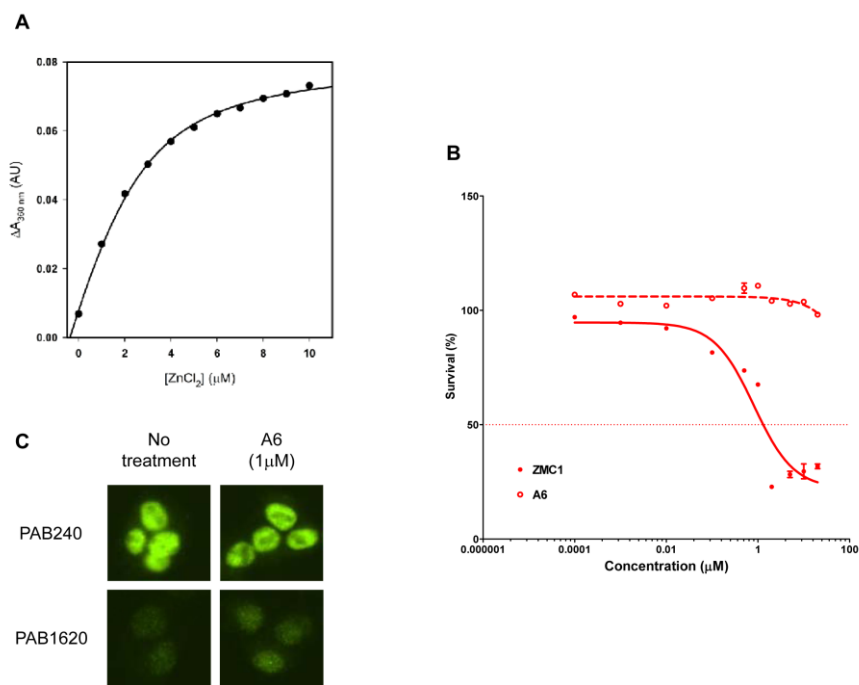 A
0.08
0.06
0.04
0.02
0.00
ΔA360 nm (AU)
0 2 4 6 8 10
[ZnCl2] (μM)
B
150
100
50
0
Survival (%)
ZMC1
A6
0.000001 0.0001 0.01 1 100
Concentration (μM)
C
No
treatment
A6
(1μM)
PAB240
PAB1620